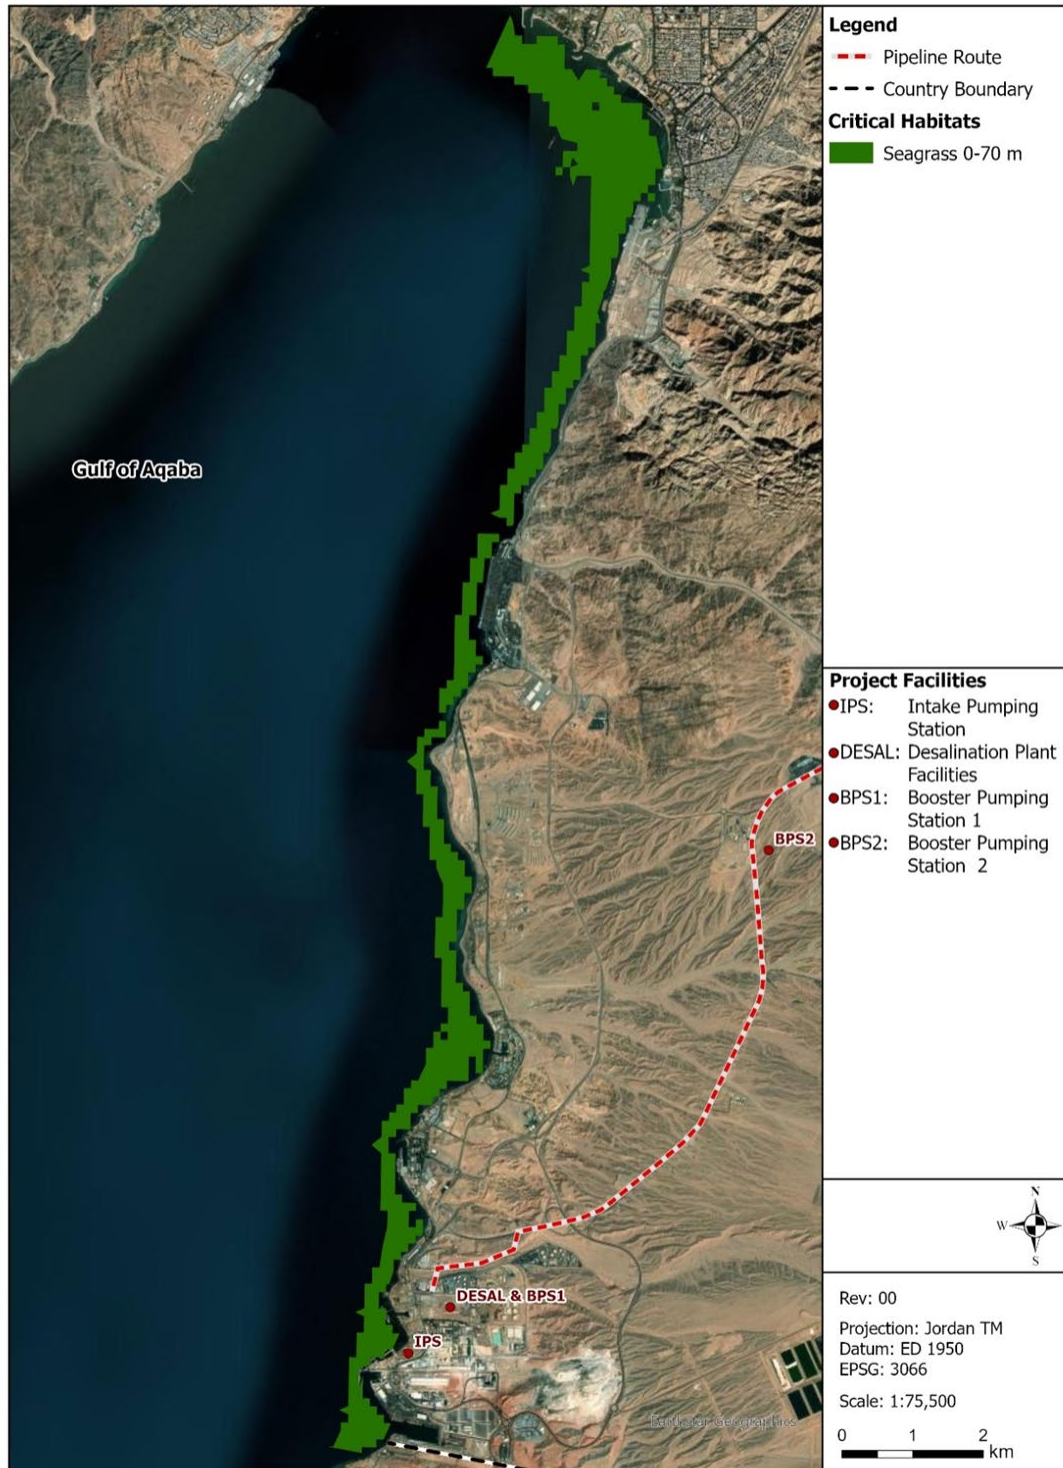 Legend
Pipeline Route
Country Boundary
Critical Habitats
Seagrass 0-70 m
Gulf of Aqaba
Project Facilities
IPS: Intake Pumping
Station
DESAL: Desalination Plant
Facilities
BPS1: Booster Pumping
Station 1
BPS2: Booster Pumping
Station 2
BPS2
DESAL & BPS1
IPS
N
W
S
Rev: 00
Projection: Jordan TM
Datum: ED 1950
EPSG: 3066
Scale: 1:75,500
0 1 2
km
Earthstar Geographics